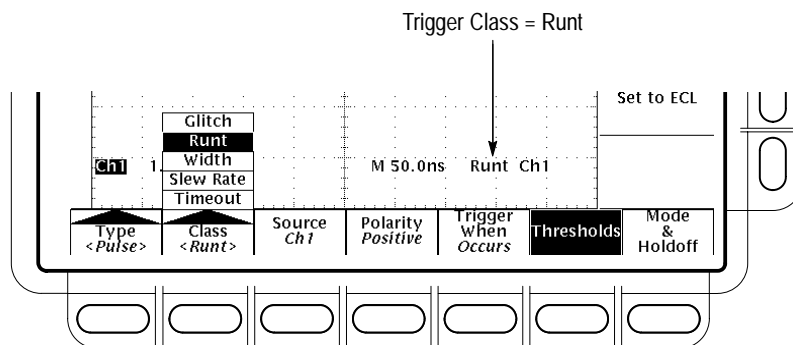 Trigger Class = Runt
Set to ECL
Glitch
Runt
Width
Slew Rate
Timeout
Ch1 1. M 50.0ns Runt Ch1
Type
<Pulse>
Class
<Runt>
Source
Ch1
Polarity
Positive
Trigger
When
Occurs
Thresholds
Mode
&
Holdoff